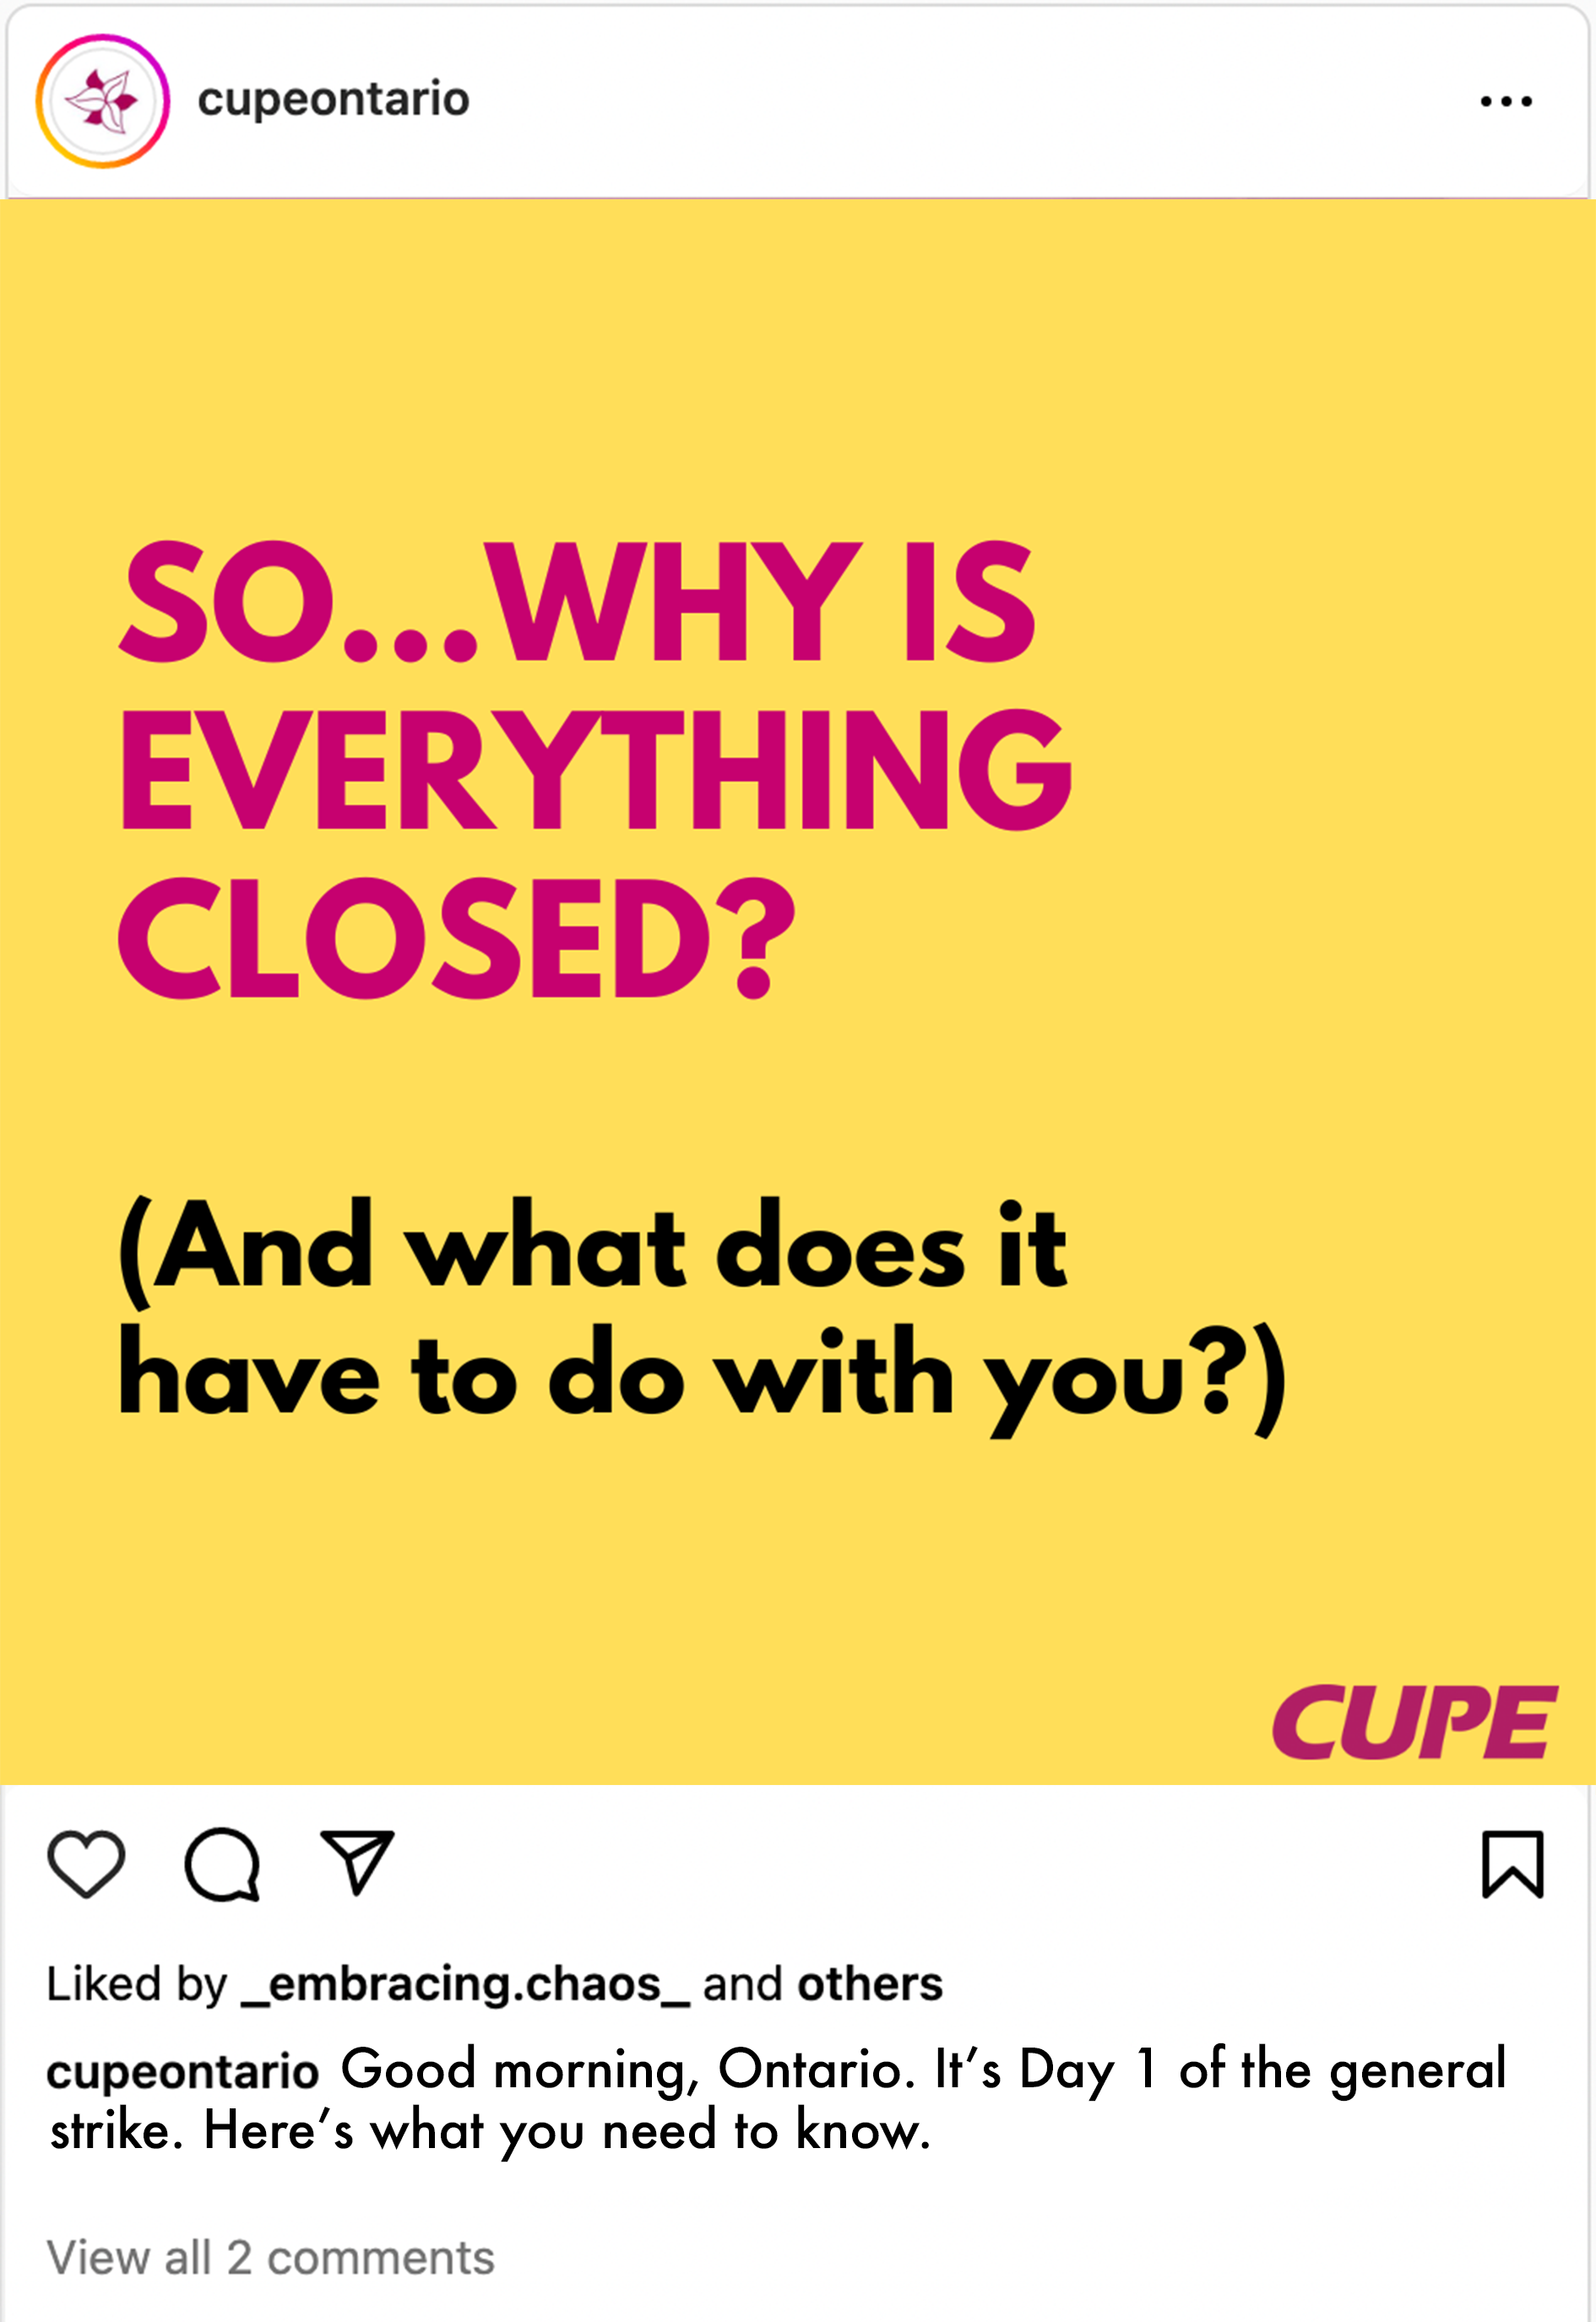 cupeontario
SO...WHY IS
EVERYTHING
CLOSED?
(And what does it
have to do with you?)
CUPE
Liked by _embracing.chaos_ and others
cupeontario Good morning, Ontario. It’s Day 1 of the general
strike. Here’s what you need to know.
View all 2 comments